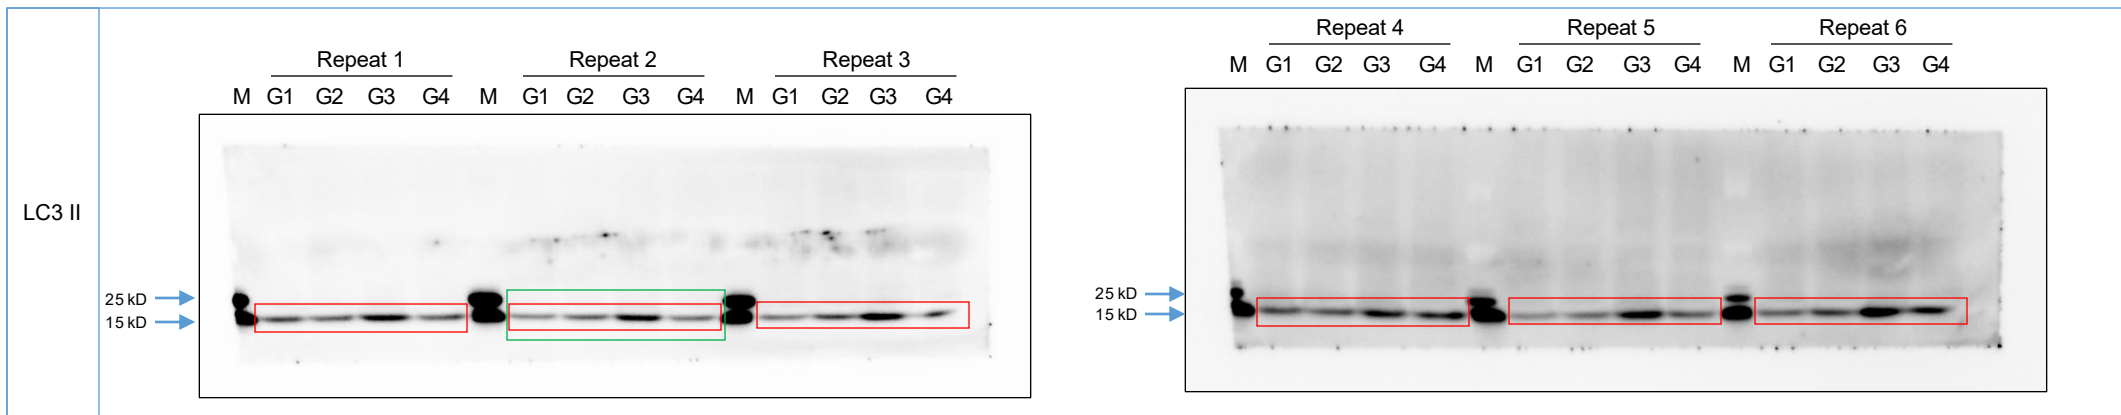 LC3 II
Repeat 1 Repeat 2 Repeat 3
M G1 G2 G3 G4 M G1 G2 G3 G4 M G1 G2 G3 G4
25 kD
15 kD
Repeat 4 Repeat 5 Repeat 6
M G1 G2 G3 G4 M G1 G2 G3 G4 M G1 G2 G3 G4
25 kD
15 kD